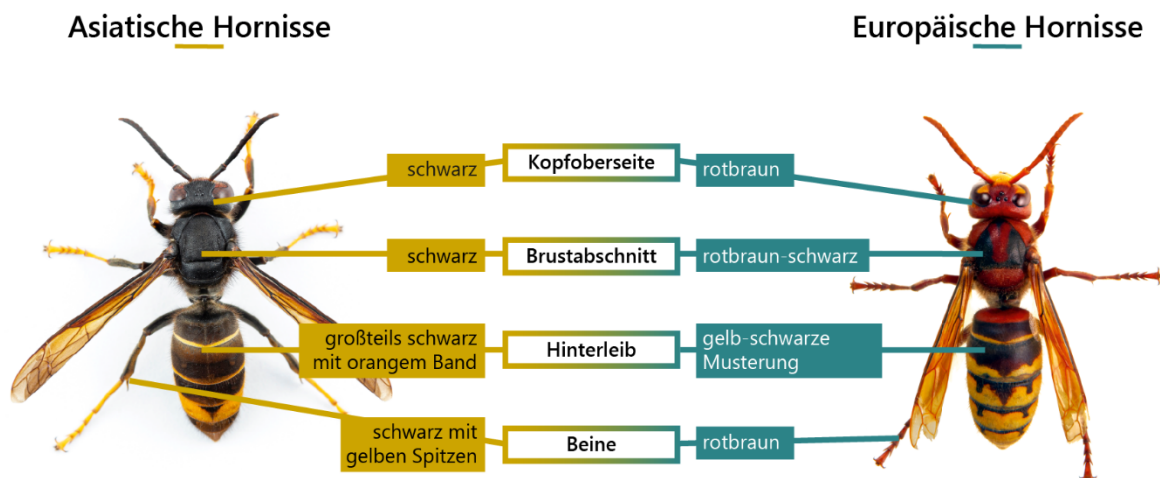 Asiatische Hornisse
Europäische Hornisse
schwarz
Kopfoberseite
rotbraun
schwarz
Brustabschnitt
rotbraun-schwarz
großteils schwarz
mit orangem Band
Hinterleib
gelb-schwarze
Musterung
schwarz mit
gelben Spitzen
Beine
rotbraun